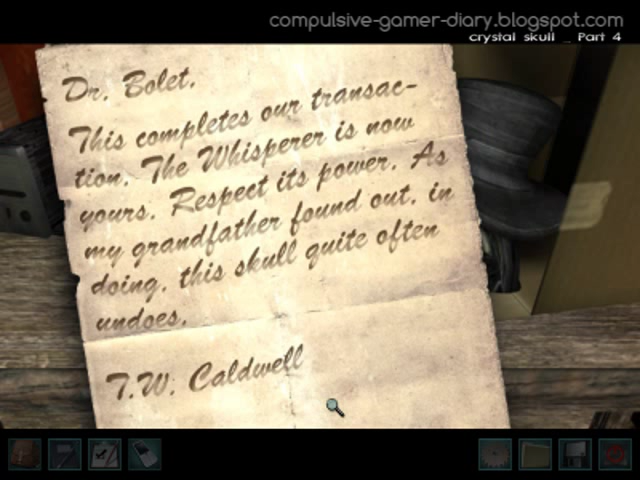 compulsive-gamer-diary.blogspot.com
crystal skull _ Part 4
Dr. Bolet,
This completes our transac-
tion. The Whisperer is now
yours. Respect its power. As
my grandfather found out, in
doing, this skull quite often
undoes.
T.W. Caldwell